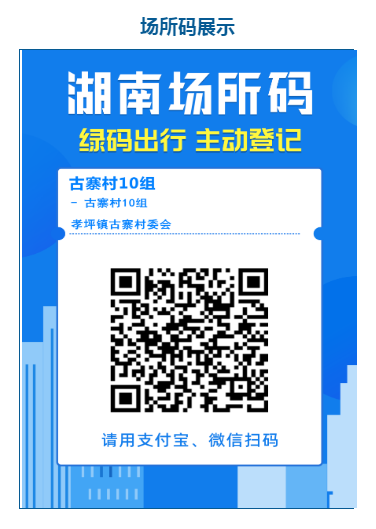 场所码展示
湖南场所码
绿码出行 主动登记
古寨村10组
- 古寨村10组
孝坪镇古寨村委会
请用支付宝、微信扫码